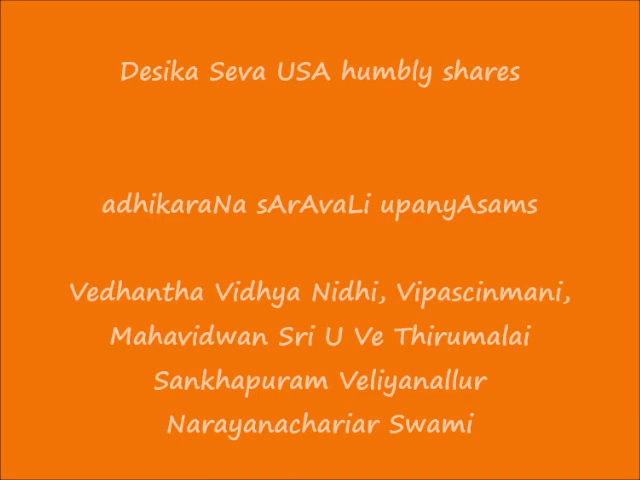 Desika Seva USA humbly shares
adhikaraNa sArAvaLi upanyAsams
Vedhantha Vidhya Nidhi, Vipascinmani,
Mahavidwan Sri U Ve Thirumalai
Sankhapuram Veliyanallur
Narayanachariar Swami